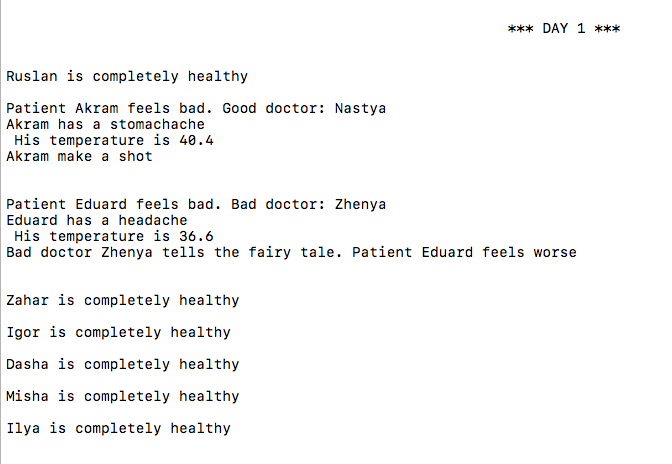 *** DAY 1 ***
Ruslan is completely healthy
Patient Akram feels bad. Good doctor: Nastya
Akram has a stomachache
His temperature is 40.4
Akram make a shot
Patient Eduard feels bad. Bad doctor: Zhenya
Eduard has a headache
His temperature is 36.6
Bad doctor Zhenya tells the fairy tale. Patient Eduard feels worse
Zahar is completely healthy
Igor is completely healthy
Dasha is completely healthy
Misha is completely healthy
Ilya is completely healthy